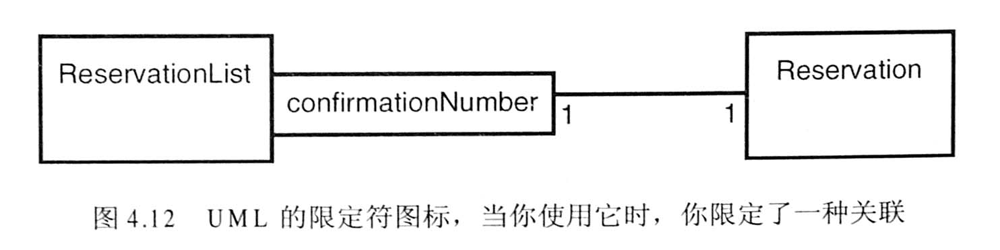 ReservationList
Reservation
confirmationNumber
1
1
图 4.12 UML 的限定符图标，当你使用它时，你限定了一种关联